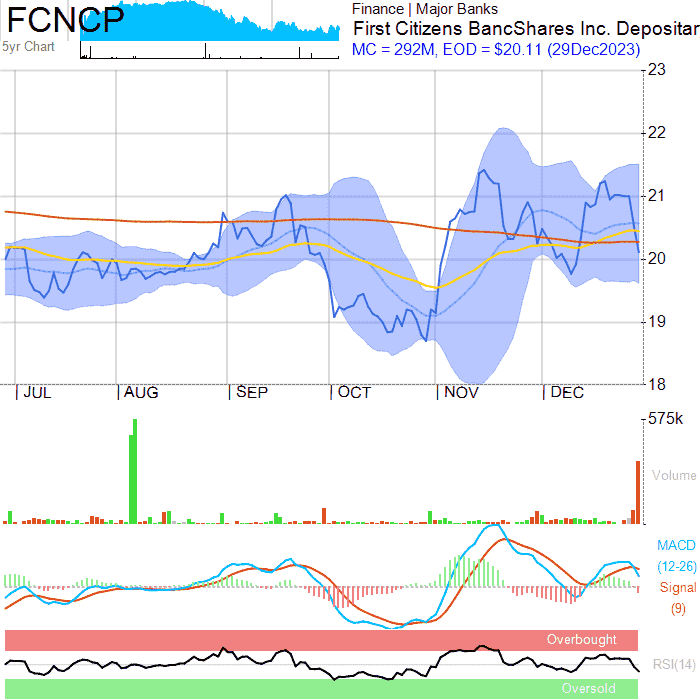 FCNCP
5yr Chart
Finance | Major Banks
First Citizens BancShares Inc. Depositar
MC = 292M, EOD = $20.11 (29Dec2023)
23
22
21
20
19
18
JUL AUG SEP OCT NOV DEC
575k
Volume
MACD
(12-26)
Signal
(9)
Overbought
RSI(14)
Oversold